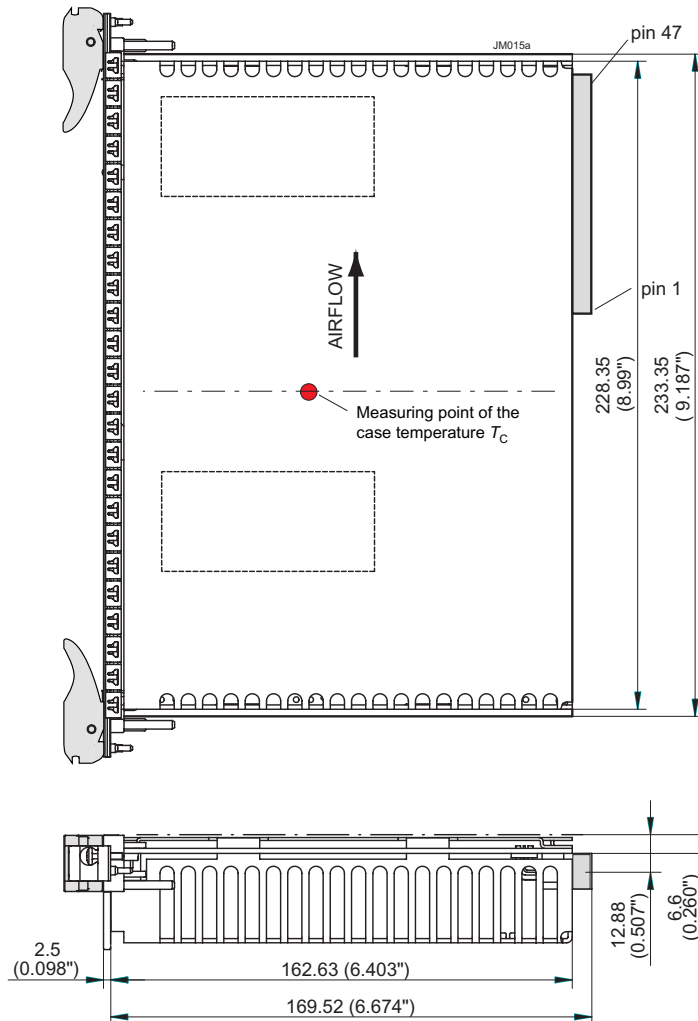 JM015a
pin 47
AIRFLOW
pin 1
228.35
(8.99")
233.35
( 9.187")
Measuring point of the
case temperature TC
12.88
(0.507")
6.6
(0.260")
2.5
(0.098")
162.63 (6.403")
169.52 (6.674")